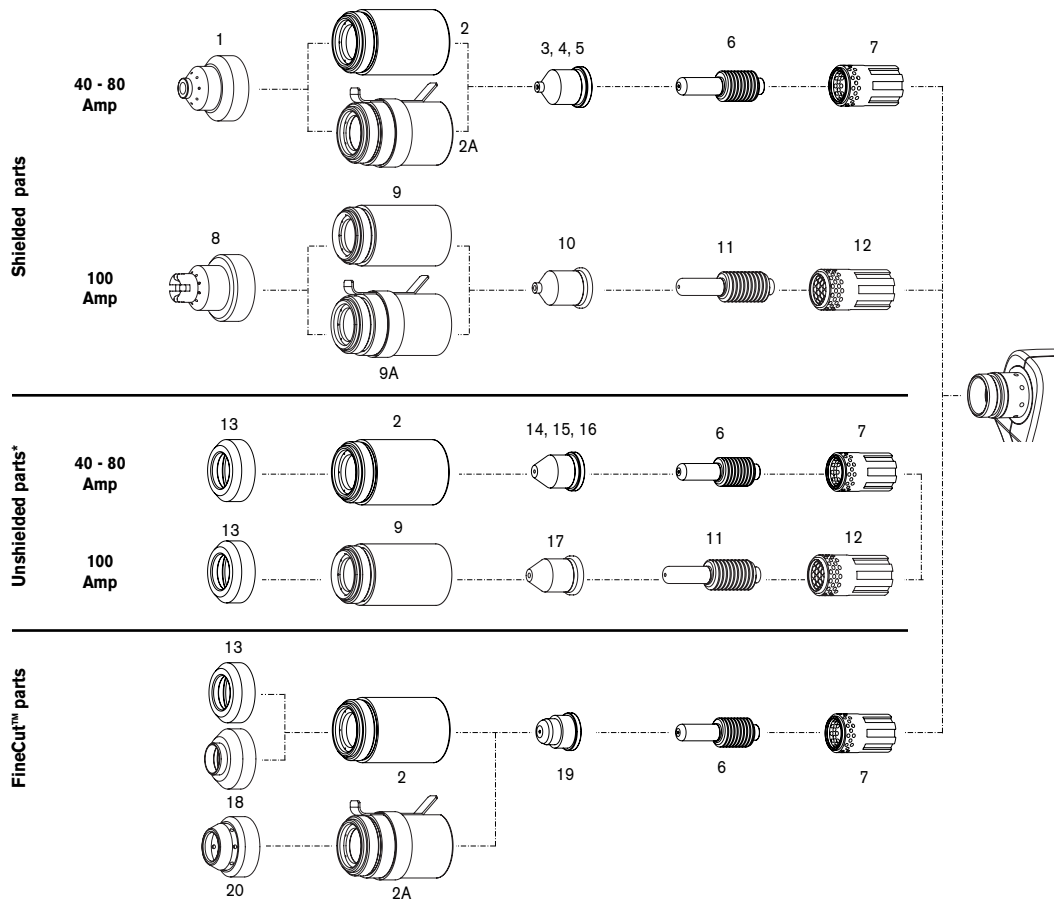 Shielded parts
40 - 80
Amp
1
2
2A
3, 4, 5
6
7
100
Amp
8
9
9A
10
11
12
Unshielded parts*
40 - 80
Amp
13
2
14, 15, 16
6
7
100
Amp
13
9
17
11
12
FineCut™ parts
13
18
20
2
2A
19
6
7